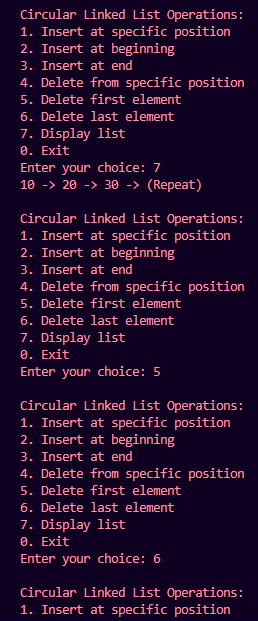 Circular Linked List Operations:
1. Insert at specific position
2. Insert at beginning
3. Insert at end
4. Delete from specific position
5. Delete first element
6. Delete last element
7. Display list
0. Exit
Enter your choice: 7
10 -> 20 -> 30 -> (Repeat)
Circular Linked List Operations:
1. Insert at specific position
2. Insert at beginning
3. Insert at end
4. Delete from specific position
5. Delete first element
6. Delete last element
7. Display list
0. Exit
Enter your choice: 5
Circular Linked List Operations:
1. Insert at specific position
2. Insert at beginning
3. Insert at end
4. Delete from specific position
5. Delete first element
6. Delete last element
7. Display list
0. Exit
Enter your choice: 6
Circular Linked List Operations:
1. Insert at specific position